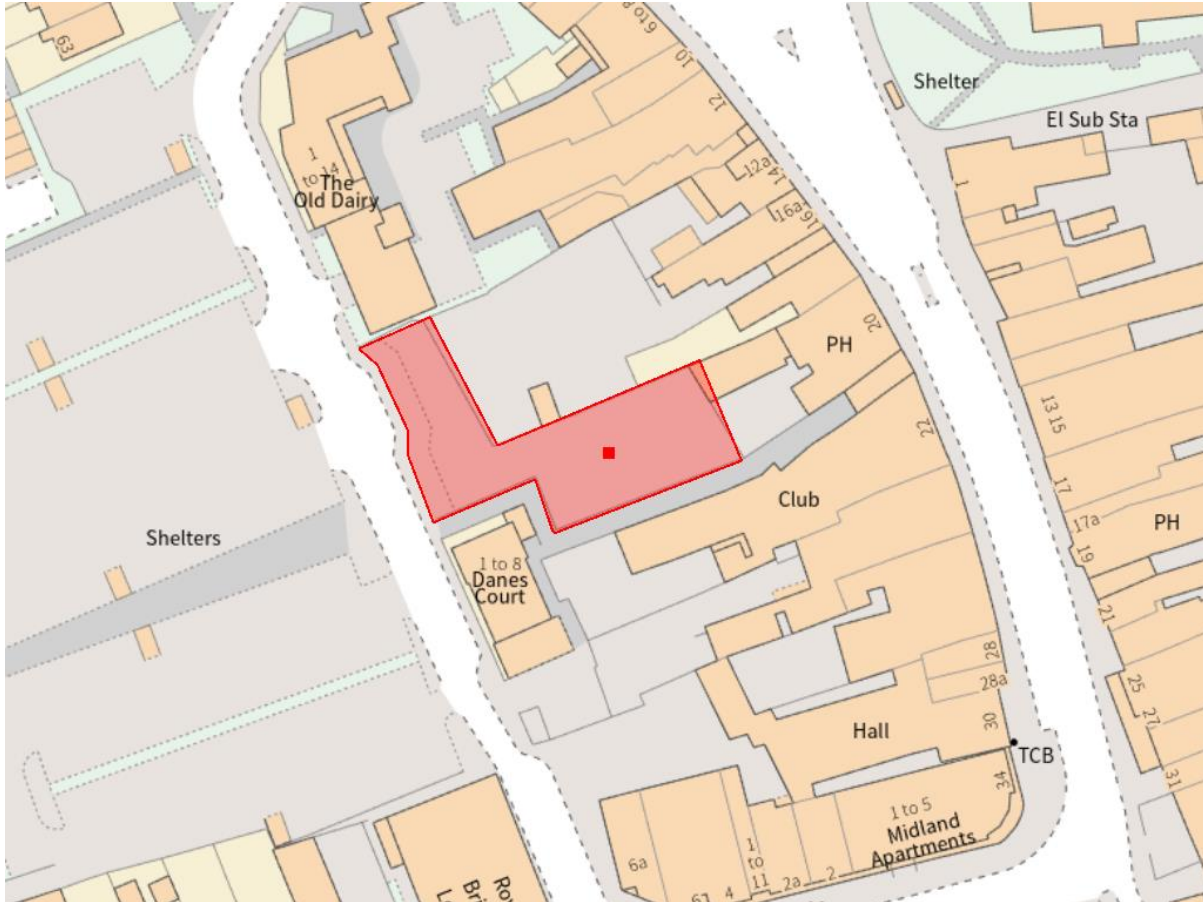 63
6 to 8
10
12
Shelter
El Sub Sta
1
to 14
The
Old Dairy
12a
14
16a
16
1
20
PH
22
13 15
Club
17
17a
19
PH
Shelters
1 to 8
Danes
Court
21
28
28a
25
27
30
Hall
TCB
31
34
1 to 5
Midland
Apartments
6a
1
to
11
2a
2
4